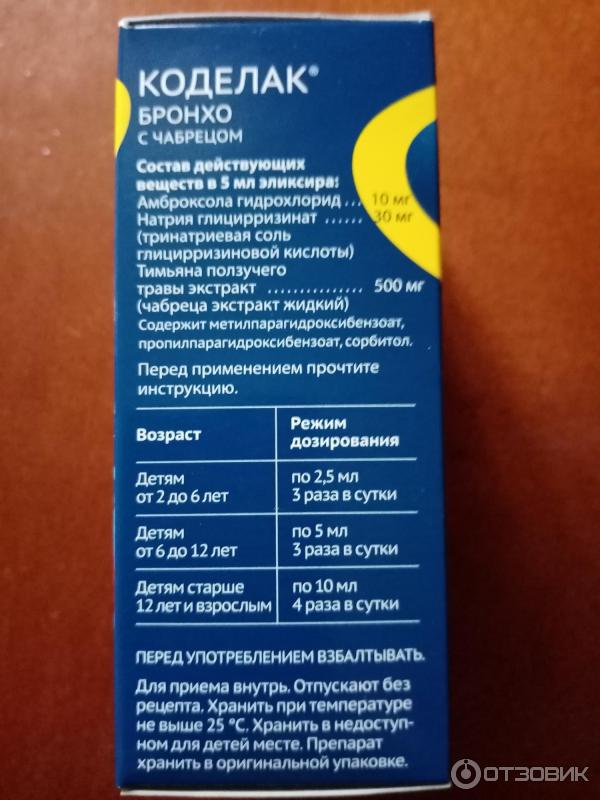 КОДЕЛАК®
БРОНХО
С ЧАБРЕЦОМ
Состав действующих
веществ в 5 мл эликсира:
Амброксола гидрохлорид ... 10 мг
Натрия глицирризинат ...... 30 мг
(тринатриевая соль
глицирризиновой кислоты)
Тимьяна ползучего
травы экстракт ................ 500 мг
(чабреца экстракт жидкий)
Содержит метилпарагидроксибензоат,
пропилпарагидроксибензоат, сорбитол.
Перед применением прочтите
инструкцию.
Возраст Режим
дозирования
Детям по 2,5 мл
от 2 до 6 лет 3 раза в сутки
Детям по 5 мл
от 6 до 12 лет 3 раза в сутки
Детям старше по 10 мл
12 лет и взрослым 4 раза в сутки
ПЕРЕД УПОТРЕБЛЕНИЕМ ВЗБАЛТЫВАТЬ.
Для приема внутрь. Отпускают без
рецепта. Хранить при температуре
не выше 25 °С. Хранить в недоступ-
ном для детей месте. Препарат
хранить в оригинальной упаковке.
ОТЗОВИК